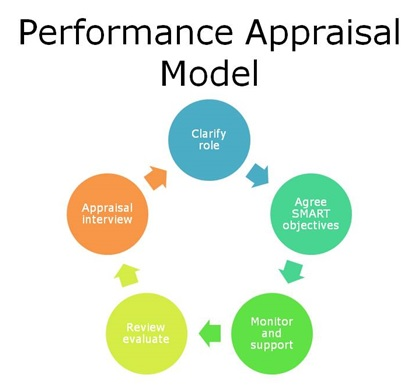 Performance Appraisal
Model
Clarify
role
Agree
SMART
objectives
Monitor
and
support
Review
evaluate
Appraisal
interview